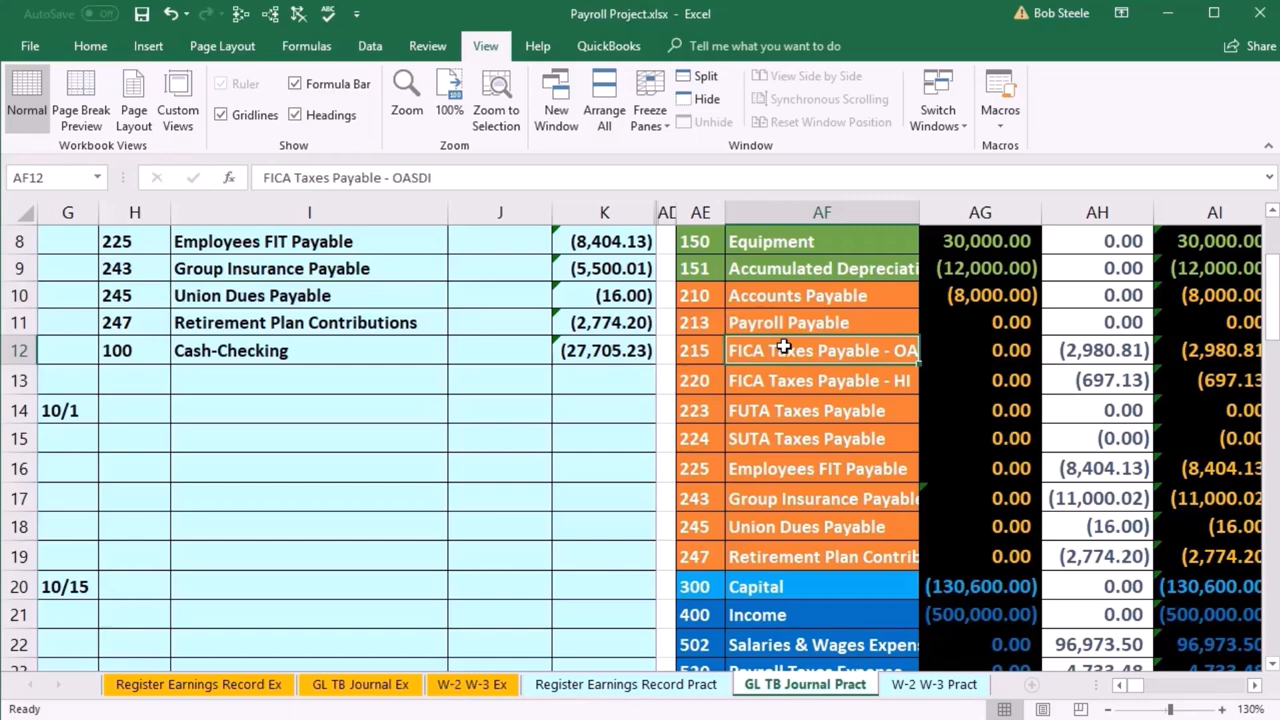 AutoSave Off Payroll Project.xlsx - Excel Bob Steele
File Home Insert Page Layout Formulas Data Review View Help QuickBooks Tell me what you want to do Share
Normal Page Break Preview Page Layout Custom Views
Workbook Views
Ruler Formula Bar
Gridlines Headings
Show
Zoom 100% Zoom to Selection
Zoom
New Window Arrange All Freeze Panes
Split
Hide
Unhide
View Side by Side
Synchronous Scrolling
Reset Window Position
Switch Windows
Window
Macros
Macros
AF12 fx FICA Taxes Payable - OASDI
G H I J K AD AE AF AG AH AI
8 225 Employees FIT Payable (8,404.13) 150 Equipment 30,000.00 0.00 30,000.00
9 243 Group Insurance Payable (5,500.01) 151 Accumulated Depreciati (12,000.00) 0.00 (12,000.00
10 245 Union Dues Payable (16.00) 210 Accounts Payable (8,000.00) 0.00 (8,000.00
11 247 Retirement Plan Contributions (2,774.20) 213 Payroll Payable 0.00 0.00 0.00
12 100 Cash-Checking (27,705.23) 215 FICA Taxes Payable - OA 0.00 (2,980.81) (2,980.81
13 220 FICA Taxes Payable - HI 0.00 (697.13) (697.13
14 10/1 223 FUTA Taxes Payable 0.00 0.00 0.00
15 224 SUTA Taxes Payable 0.00 (0.00) (0.00
16 225 Employees FIT Payable 0.00 (8,404.13) (8,404.13
17 243 Group Insurance Payable 0.00 (11,000.02) (11,000.02
18 245 Union Dues Payable 0.00 (16.00) (16.00
19 247 Retirement Plan Contrib 0.00 (2,774.20) (2,774.20
20 10/15 300 Capital (130,600.00) 0.00 (130,600.00
21 400 Income (500,000.00) 0.00 (500,000.00
22 502 Salaries & Wages Expen 0.00 96,973.50 96,973.50
Register Earnings Record Ex GL TB Journal Ex W-2 W-3 Ex Register Earnings Record Pract GL TB Journal Pract W-2 W-3 Pract
Ready 130%